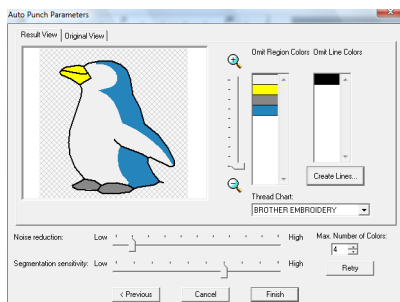 Auto Punch Parameters
Result View Original View
Omit Region Colors Omit Line Colors
Create Lines...
Thread Chart:
BROTHER EMBROIDERY
Noise reduction: Low High Max. Number of Colors:
4
Segmentation sensitivity: Low High Retry
< Previous Cancel Finish